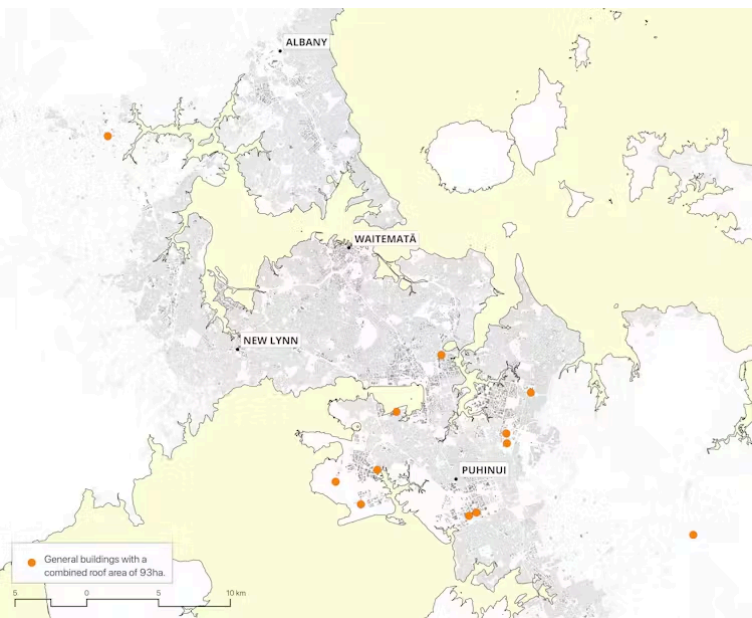 ALBANY
WAITEMATĀ
NEW LYNN
PUHINUI
General buildings with a
combined roof area of 93ha.
5 0 5 10 km